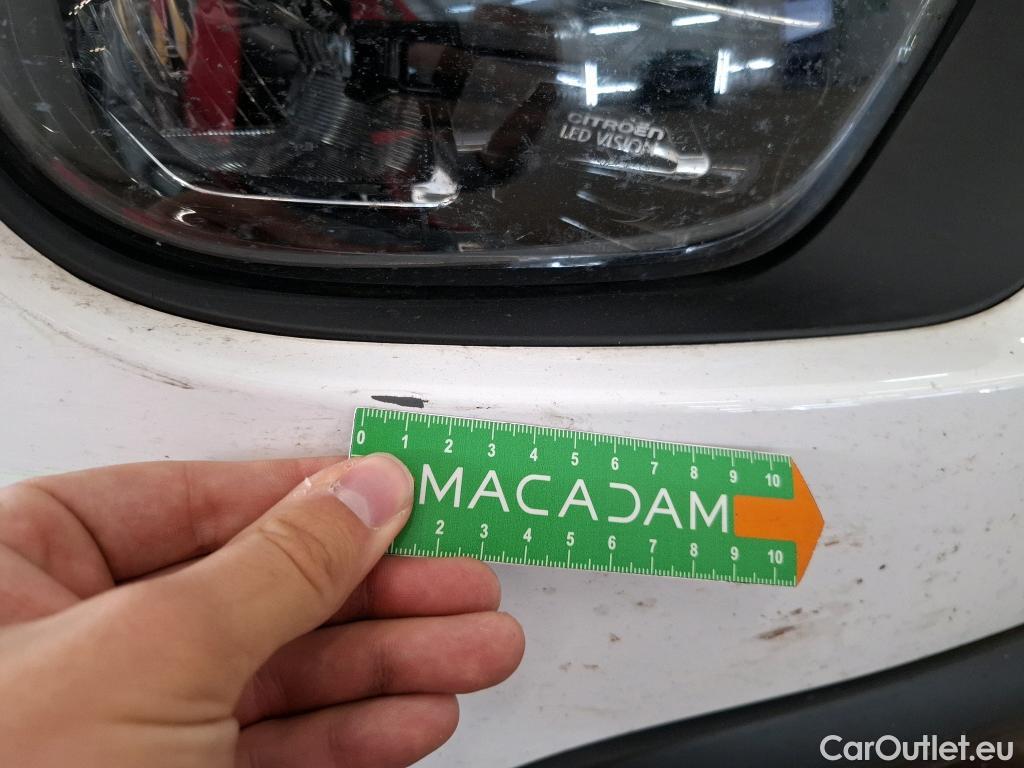 CITROËN
LED VISION
0 1 2 3 4 5 6 7 8 9 10
MACADAM
2 3 4 5 6 7 8 9 10
CarOutlet.eu